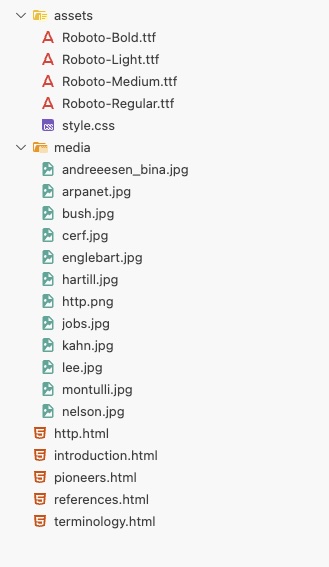 assets
Roboto-Bold.ttf
Roboto-Light.ttf
Roboto-Medium.ttf
Roboto-Regular.ttf
style.css
media
andreeesen_bina.jpg
arpanet.jpg
bush.jpg
cerf.jpg
englebart.jpg
hartill.jpg
http.png
jobs.jpg
kahn.jpg
lee.jpg
montulli.jpg
nelson.jpg
http.html
introduction.html
pioneers.html
references.html
terminology.html